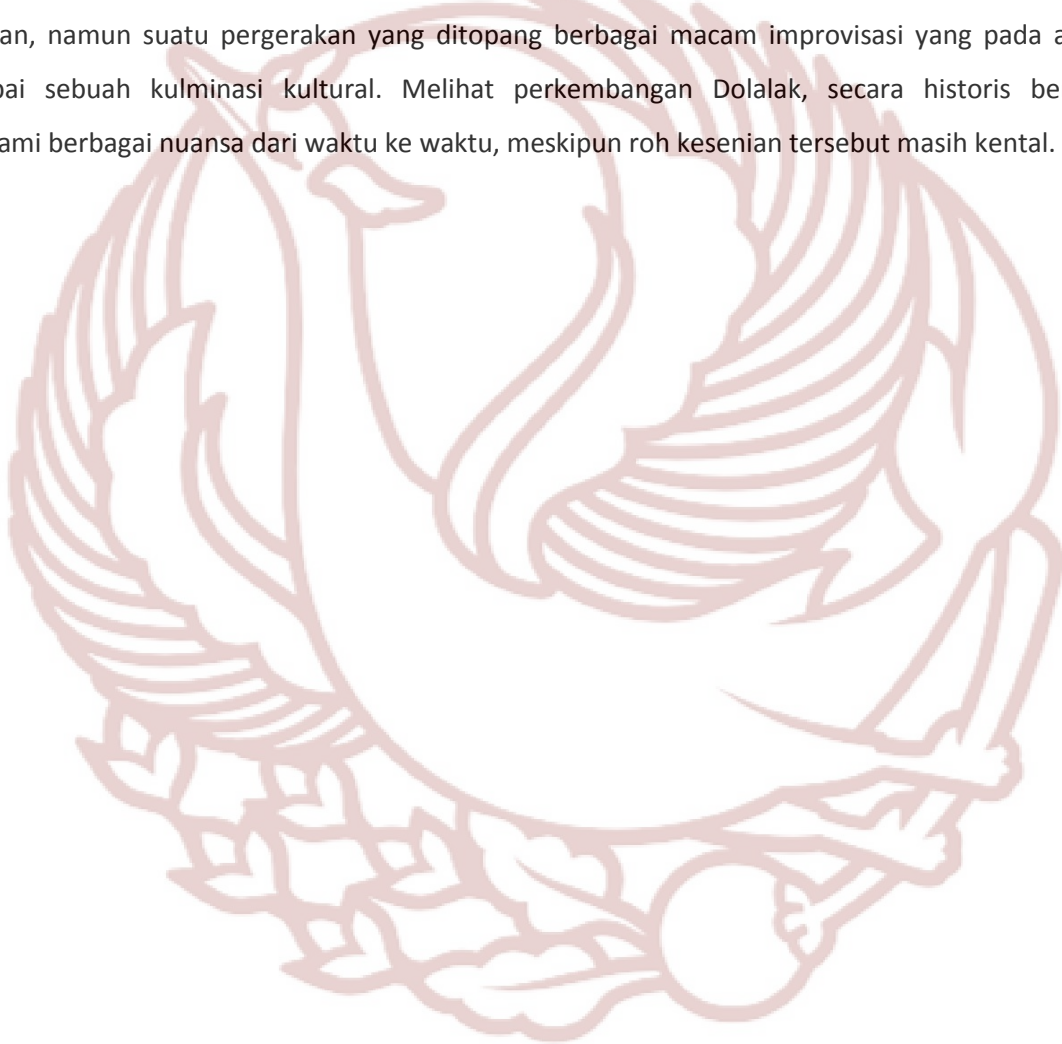 an, namun suatu pergerakan yang ditopang berbagai macam improvisasi yang pada a
pai sebuah kulminasi kultural. Melihat perkembangan Dolalak, secara historis be
ami berbagai nuansa dari waktu ke waktu, meskipun roh kesenian tersebut masih kental.